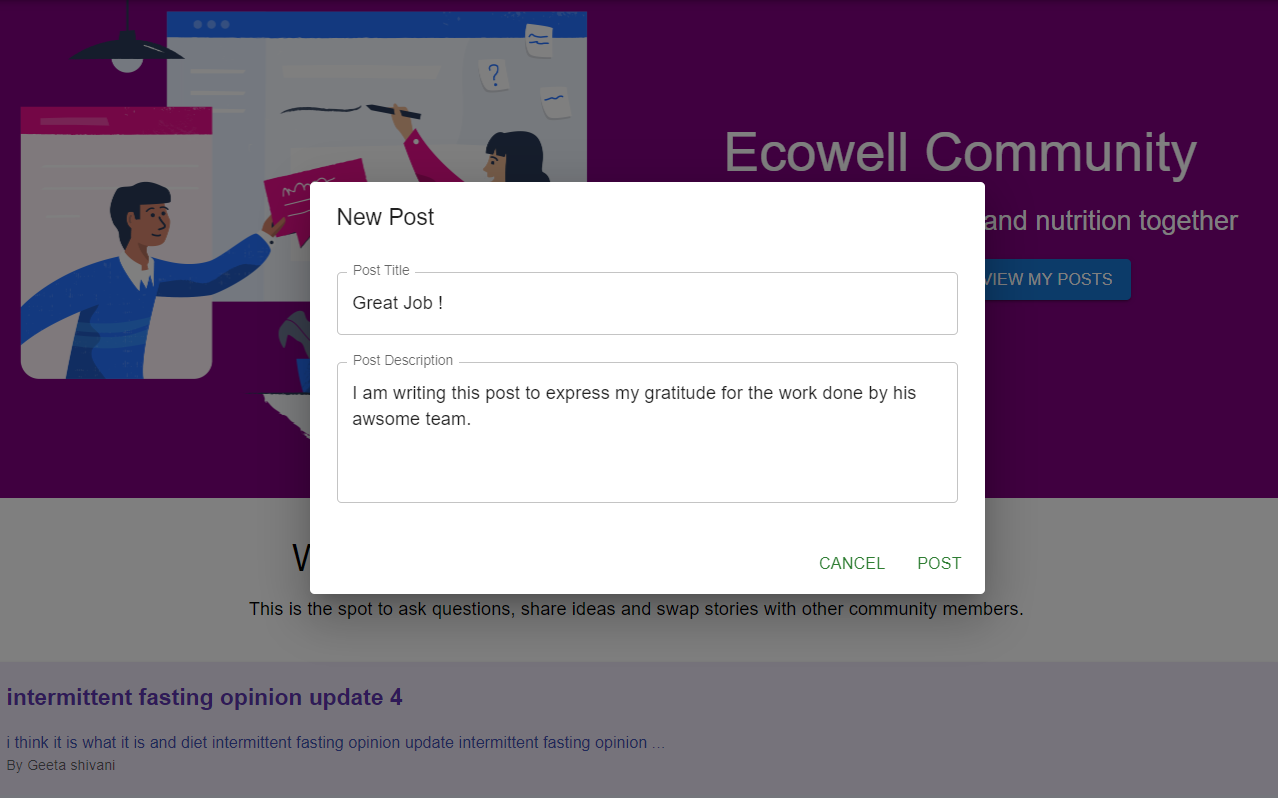 Ecowell Community
and nutrition together
VIEW MY POSTS
New Post
Post Title
Great Job !
Post Description
I am writing this post to express my gratitude for the work done by his
awsome team.
CANCEL
POST
This is the spot to ask questions, share ideas and swap stories with other community members.
intermittent fasting opinion update 4
i think it is what it is and diet intermittent fasting opinion update intermittent fasting opinion ...
By Geeta shivani